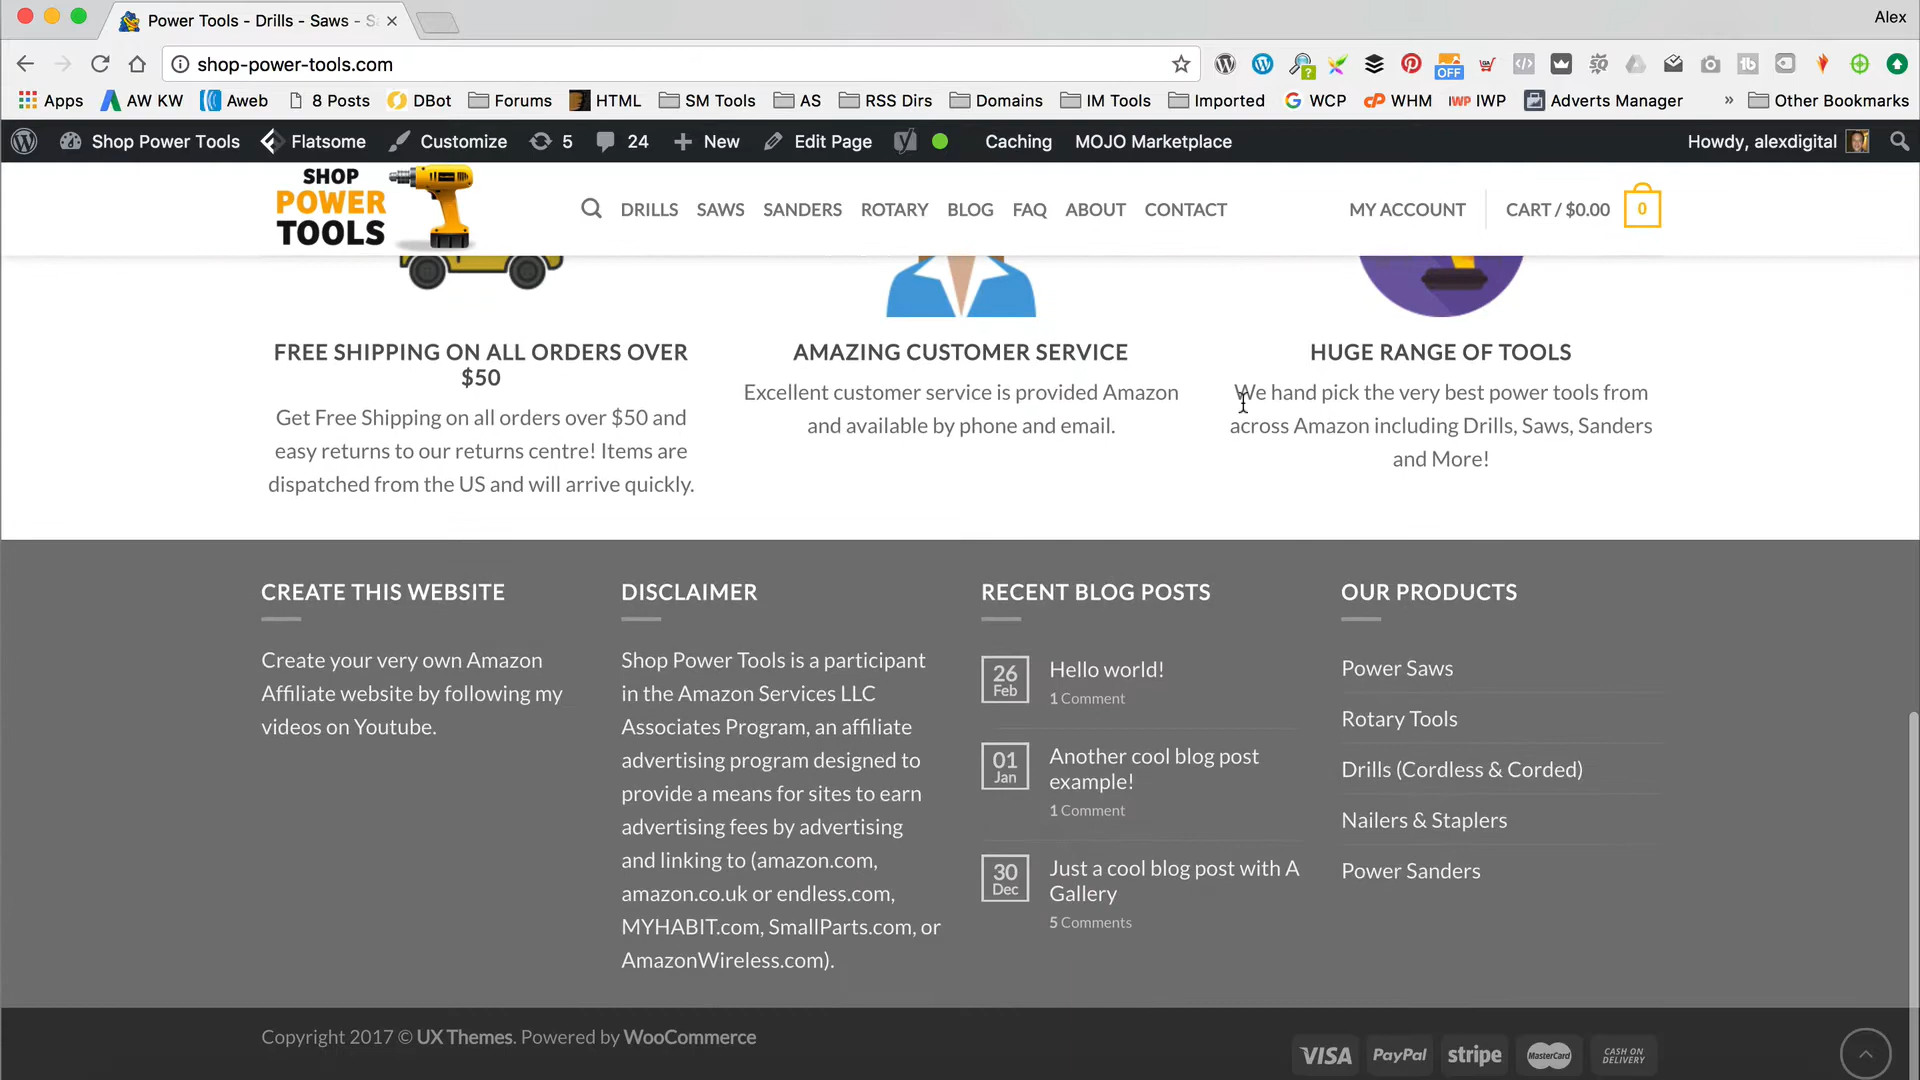 Power Tools - Drills - Saws - S
Alex
shop-power-tools.com
OFF
Apps AW KW Aweb 8 Posts DBot Forums HTML SM Tools AS RSS Dirs Domains IM Tools Imported WCP WHM IWP IWP Adverts Manager » Other Bookmarks
Shop Power Tools Flatsome Customize 5 24 New Edit Page Caching MOJO Marketplace Howdy, alexdigital
SHOP
POWER
TOOLS
DRILLS SAWS SANDERS ROTARY BLOG FAQ ABOUT CONTACT MY ACCOUNT CART / $0.00 0
FREE SHIPPING ON ALL ORDERS OVER
$50
Get Free Shipping on all orders over $50 and
easy returns to our returns centre! Items are
dispatched from the US and will arrive quickly.
AMAZING CUSTOMER SERVICE
Excellent customer service is provided Amazon
and available by phone and email.
HUGE RANGE OF TOOLS
We hand pick the very best power tools from
across Amazon including Drills, Saws, Sanders
and More!
CREATE THIS WEBSITE
Create your very own Amazon
Affiliate website by following my
videos on Youtube.
DISCLAIMER
Shop Power Tools is a participant
in the Amazon Services LLC
Associates Program, an affiliate
advertising program designed to
provide a means for sites to earn
advertising fees by advertising
and linking to (amazon.com,
amazon.co.uk or endless.com,
MYHABIT.com, SmallParts.com, or
AmazonWireless.com).
RECENT BLOG POSTS
26
Feb
Hello world!
1 Comment
01
Jan
Another cool blog post
example!
1 Comment
30
Dec
Just a cool blog post with A
Gallery
5 Comments
OUR PRODUCTS
Power Saws
Rotary Tools
Drills (Cordless & Corded)
Nailers & Staplers
Power Sanders
Copyright 2017 © UX Themes. Powered by WooCommerce
VISA PayPal stripe MasterCard CASH ON
DELIVERY